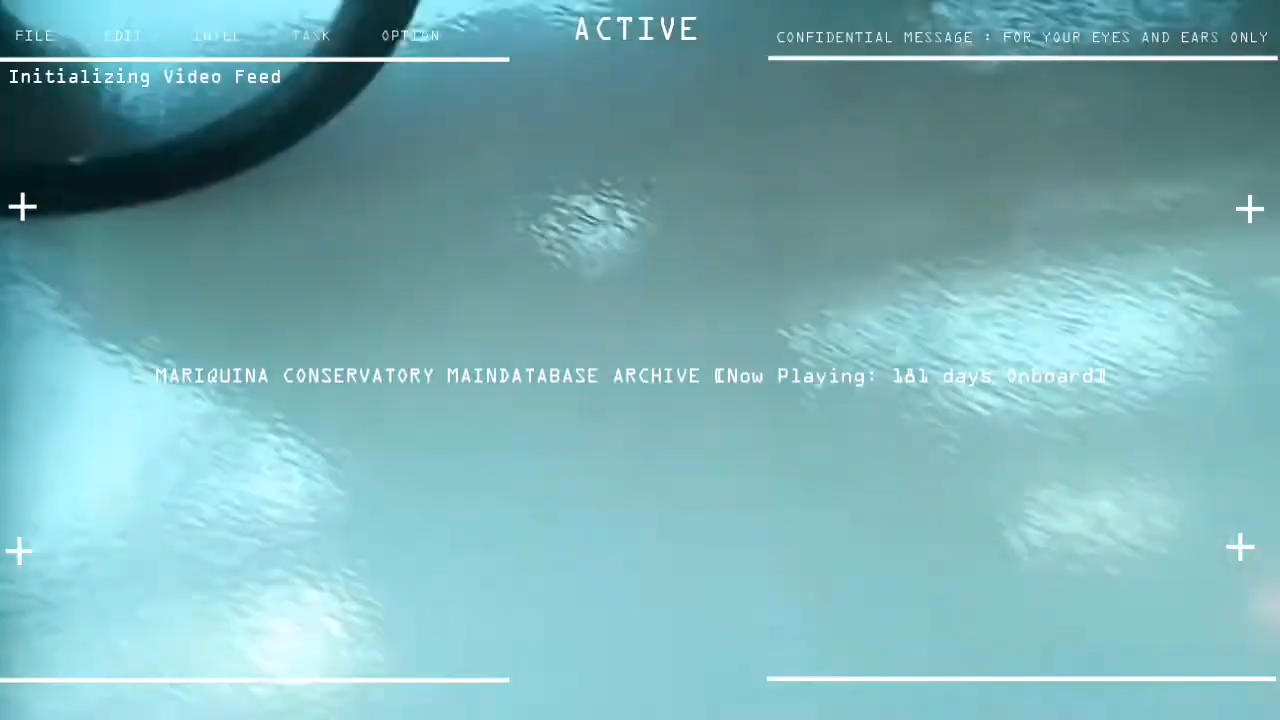 FILE EDIT INTEL TASK OPTION
ACTIVE
CONFIDENTIAL MESSAGE : FOR YOUR EYES AND EARS ONLY
Initializing Video Feed
MARIQUINA CONSERVATORY MAINDATABASE ARCHIVE [Now Playing: 181 days Onboard]